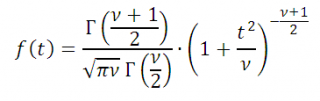 f(t) = Γ((ν + 1)/2) / (√(πν) Γ(ν/2)) · (1 + t²/ν)^(−(ν+1)/2)